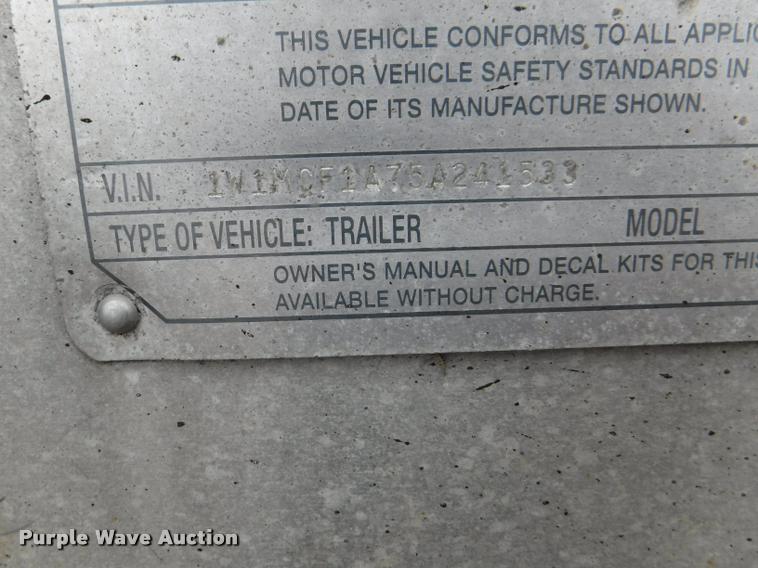 THIS VEHICLE CONFORMS TO ALL APPLIC
MOTOR VEHICLE SAFETY STANDARDS IN
DATE OF ITS MANUFACTURE SHOWN.
V.I.N. 1W1MCF1A75A241533
TYPE OF VEHICLE: TRAILER MODEL
OWNER'S MANUAL AND DECAL KITS FOR THIS
AVAILABLE WITHOUT CHARGE.
Purple Wave Auction